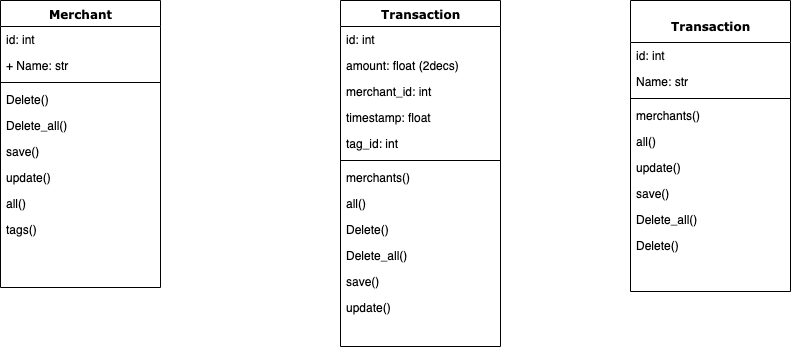 Merchant
id: int
+ Name: str
Delete()
Delete_all()
save()
update()
all()
tags()
Transaction
id: int
amount: float (2decs)
merchant_id: int
timestamp: float
tag_id: int
merchants()
all()
Delete()
Delete_all()
save()
update()
Transaction
id: int
Name: str
merchants()
all()
update()
save()
Delete_all()
Delete()